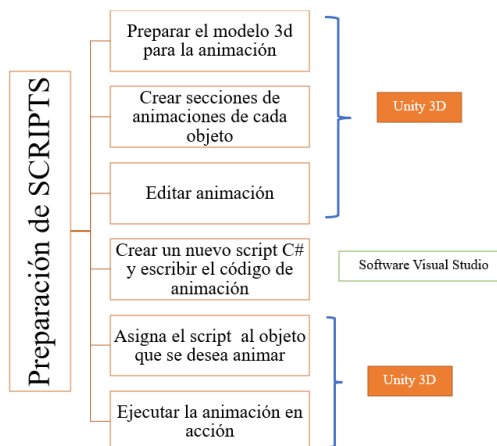 Preparación de SCRIPTS
Preparar el modelo 3d
para la animación
Crear secciones de
animaciones de cada
objeto
Editar animación
Unity 3D
Crear un nuevo script C#
y escribir el código de
animación
Software Visual Studio
Asigna el script al objeto
que se desea animar
Ejecutar la animación en
acción
Unity 3D